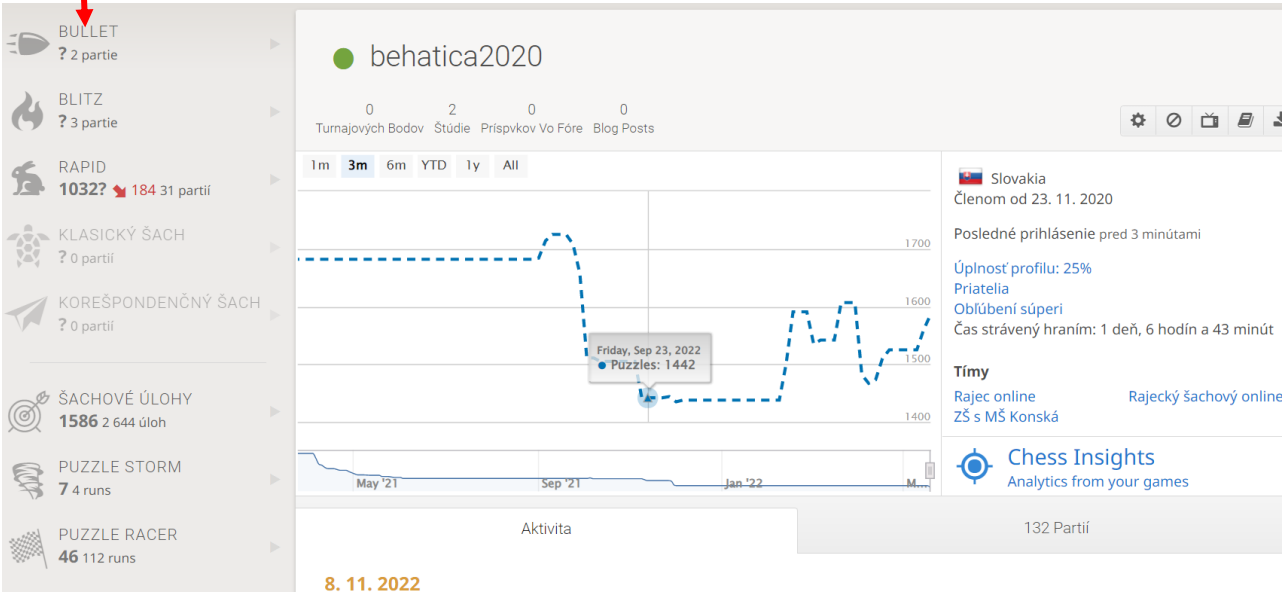 BULLET
? 2 partie
BLITZ
? 3 partie
RAPID
1032? 184 31 partií
KLASICKÝ ŠACH
? 0 partií
KOREŠPONDENČNÝ ŠACH
? 0 partií
ŠACHOVÉ ÚLOHY
1586 2 644 úloh
PUZZLE STORM
7 4 runs
PUZZLE RACER
46 112 runs
behatica2020
0 2 0 0
Turnajových Bodov Štúdie Príspvkov Vo Fóre Blog Posts
1m 3m 6m YTD 1y All
1700
1600
1500
1400
Friday, Sep 23, 2022
Puzzles: 1442
May '21 Sep '21 Jan '22 M...
Slovakia
Členom od 23. 11. 2020
Posledné prihlásenie pred 3 minútami
Úplnosť profilu: 25%
Priatelia
Obľúbení súperi
Čas strávený hraním: 1 deň, 6 hodín a 43 minút
Tímy
Rajec online Rajecký šachový online
ZŠ s MŠ Konská
Chess Insights
Analytics from your games
Aktivita 132 Partií
8. 11. 2022